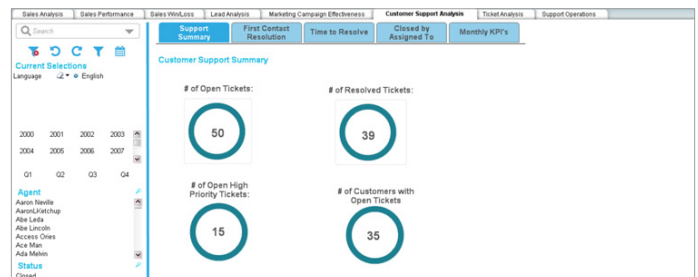 Sales Analysis
Sales Performance
Sales Win/Loss
Lead Analysis
Marketing Campaign Effectiveness
Customer Support Analysis
Ticket Analysis
Support Operations
Search
Support
Summary
First Contact
Resolution
Time to Resolve
Closed by
Assigned To
Monthly KPI's
Current Selections
Language
English
2000 2001 2002 2003
2004 2005 2006 2007
Q1 Q2 Q3 Q4
Agent
Aaron Neville
AaronLKetchup
Abe Leda
Abe Lincoln
Access Ories
Ace Man
Ada Melvin
Status
Closed
Customer Support Summary
# of Open Tickets:
50
# of Resolved Tickets:
39
# of Open High
Priority Tickets:
15
# of Customers with
Open Tickets
35